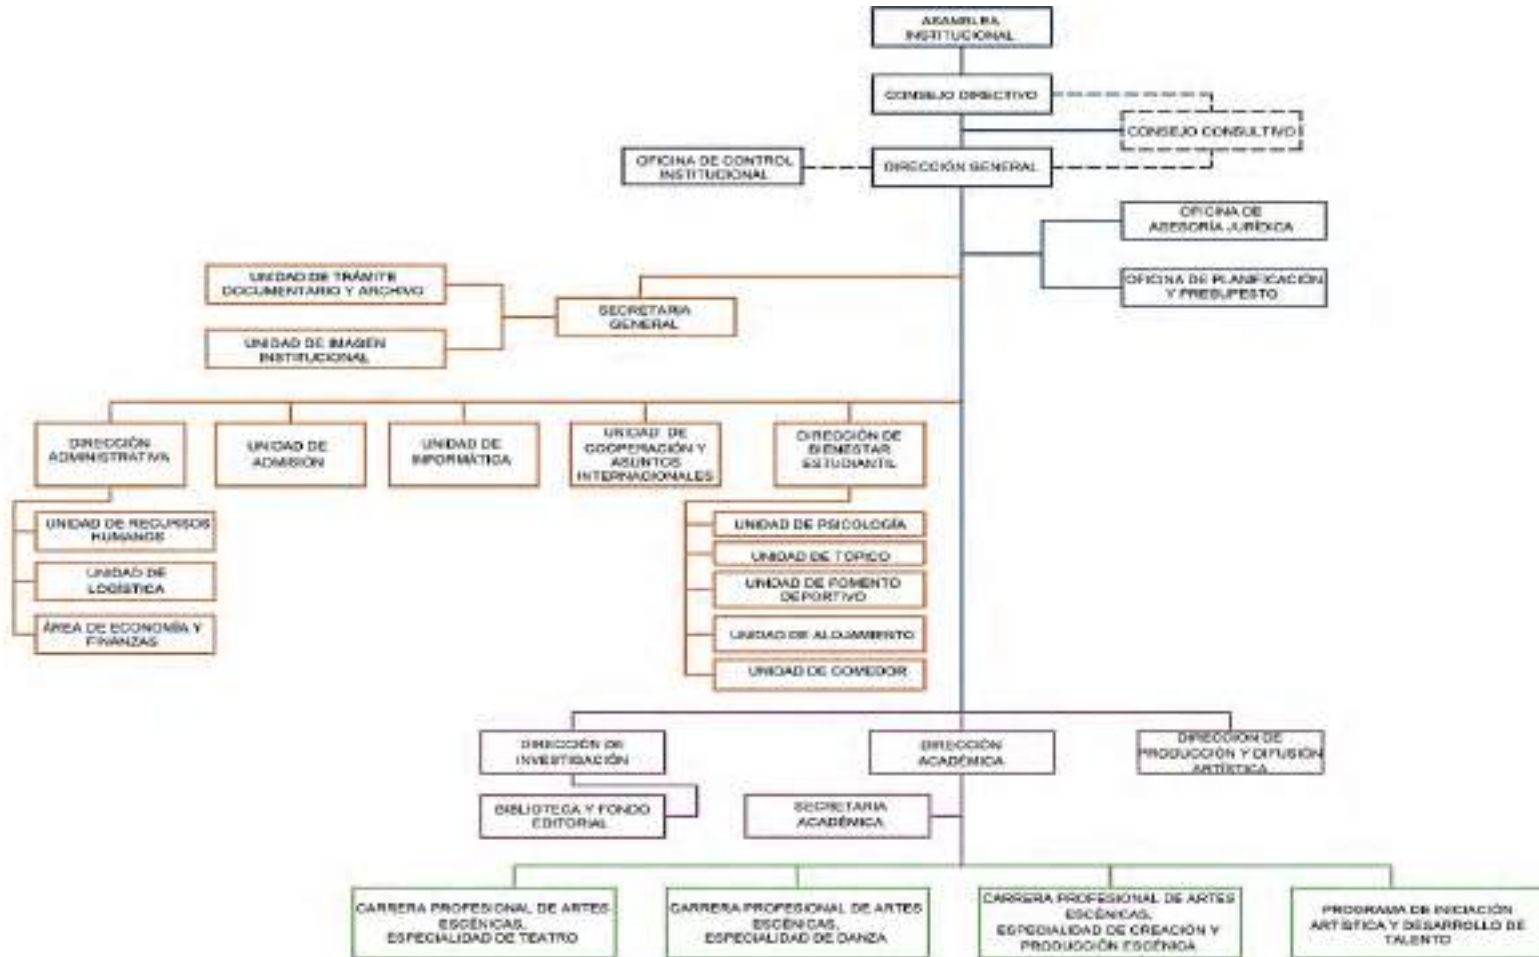 ASAMBLEA
INSTITUCIONAL
CONSEJO DIRECTIVO
CONSEJO CONSULTIVO
OFICINA DE CONTROL
INSTITUCIONAL
DIRECCIÓN GENERAL
OFICINA DE
ASESORÍA JURÍDICA
OFICINA DE PLANIFICACIÓN
Y PRESUPESTO
UNIDAD DE TRÁMITE
DOCUMENTARIO Y ARCHIVO
SECRETARIA
GENERAL
UNIDAD DE IMAGEN
INSTITUCIONAL
DIRECCIÓN
ADMINISTRATIVA
UNIDAD DE
ADMISIÓN
UNIDAD DE
INFORMÁTICA
UNIDAD DE
COOPERACIÓN Y
ASUNTOS
INTERNACIONALES
DIRECCIÓN DE
BIENESTAR
ESTUDIANTIL
UNIDAD DE RECURSOS
HUMANOS
UNIDAD DE
LOGÍSTICA
ÁREA DE ECONOMÍA Y
FINANZAS
UNIDAD DE PSICOLOGÍA
UNIDAD DE TOPICO
UNIDAD DE FOMENTO
DEPORTIVO
UNIDAD DE ALOJAMIENTO
UNIDAD DE COMEDOR
DIRECCIÓN DE
INVESTIGACIÓN
DIRECCIÓN
ACADÉMICA
DIRECCION DE
PRODUCCIÓN Y DIFUSIÓN
ARTÍSTICA
BIBLIOTECA Y FONDO
EDITORIAL
SECRETARIA
ACADÉMICA
CARRERA PROFESIONAL DE ARTES
ESCÉNICAS,
ESPECIALIDAD DE TEATRO
CARRERA PROFESIONAL DE ARTES
ESCÉNICAS,
ESPECIALIDAD DE DANZA
CARRERA PROFESIONAL DE ARTES
ESCÉNICAS,
ESPECIALIDAD DE CREACIÓN Y
PRODUCCIÓN ESCÉNICA
PROGRAMA DE INICIACIÓN
ARTÍSTICA Y DESARROLLO DE
TALENTO